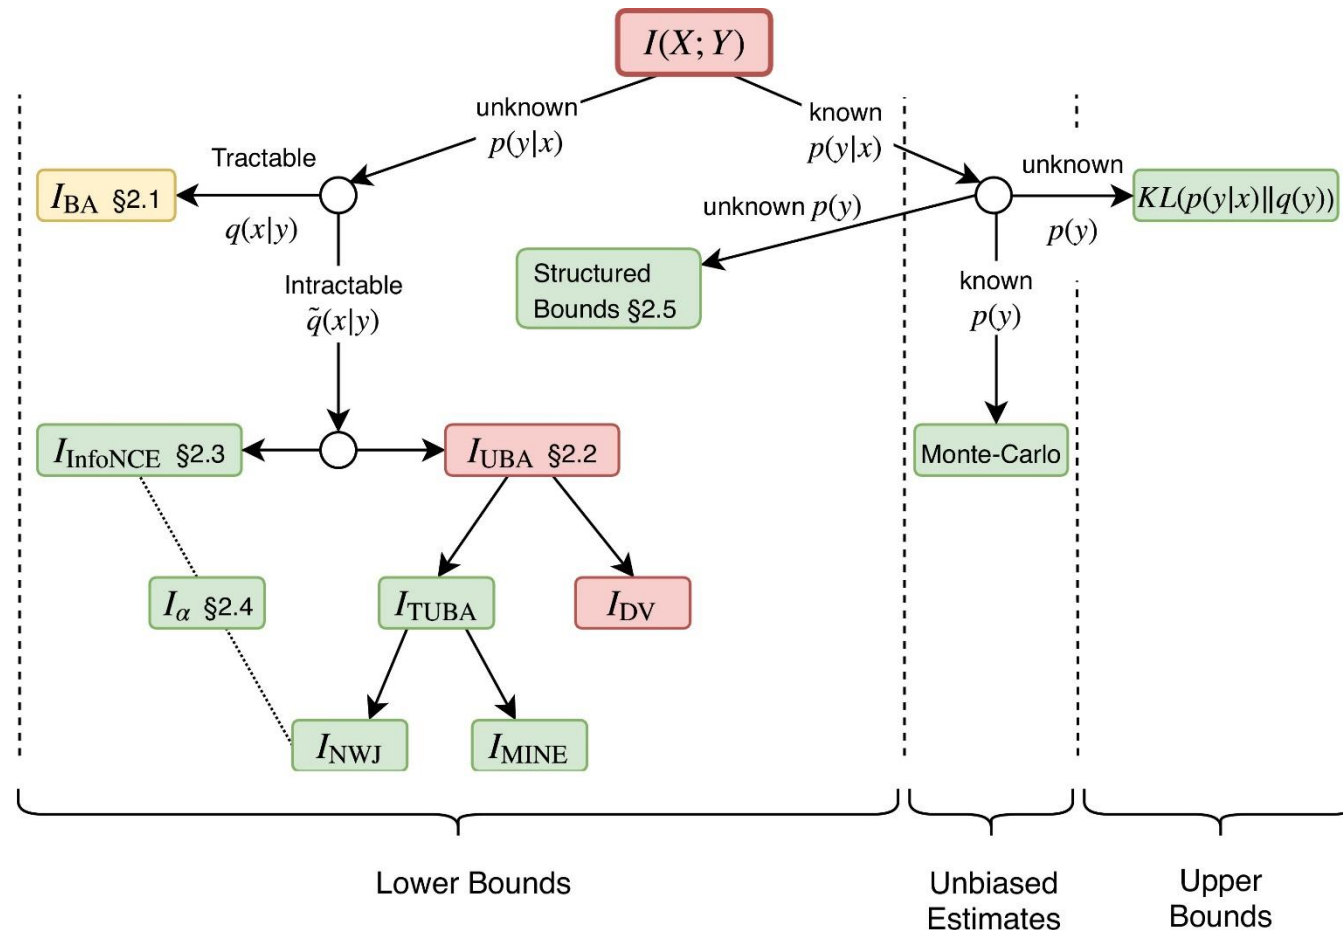 I(X; Y)
unknown
p(y|x)
known
p(y|x)
Tractable
q(x|y)
I_BA §2.1
unknown p(y)
unknown
p(y)
KL(p(y|x)||q(y))
Structured
Bounds §2.5
Intractable
q̃(x|y)
known
p(y)
I_InfoNCE §2.3
I_UBA §2.2
Monte-Carlo
I_α §2.4
I_TUBA
I_DV
I_NWJ
I_MINE
Lower Bounds
Unbiased
Estimates
Upper
Bounds